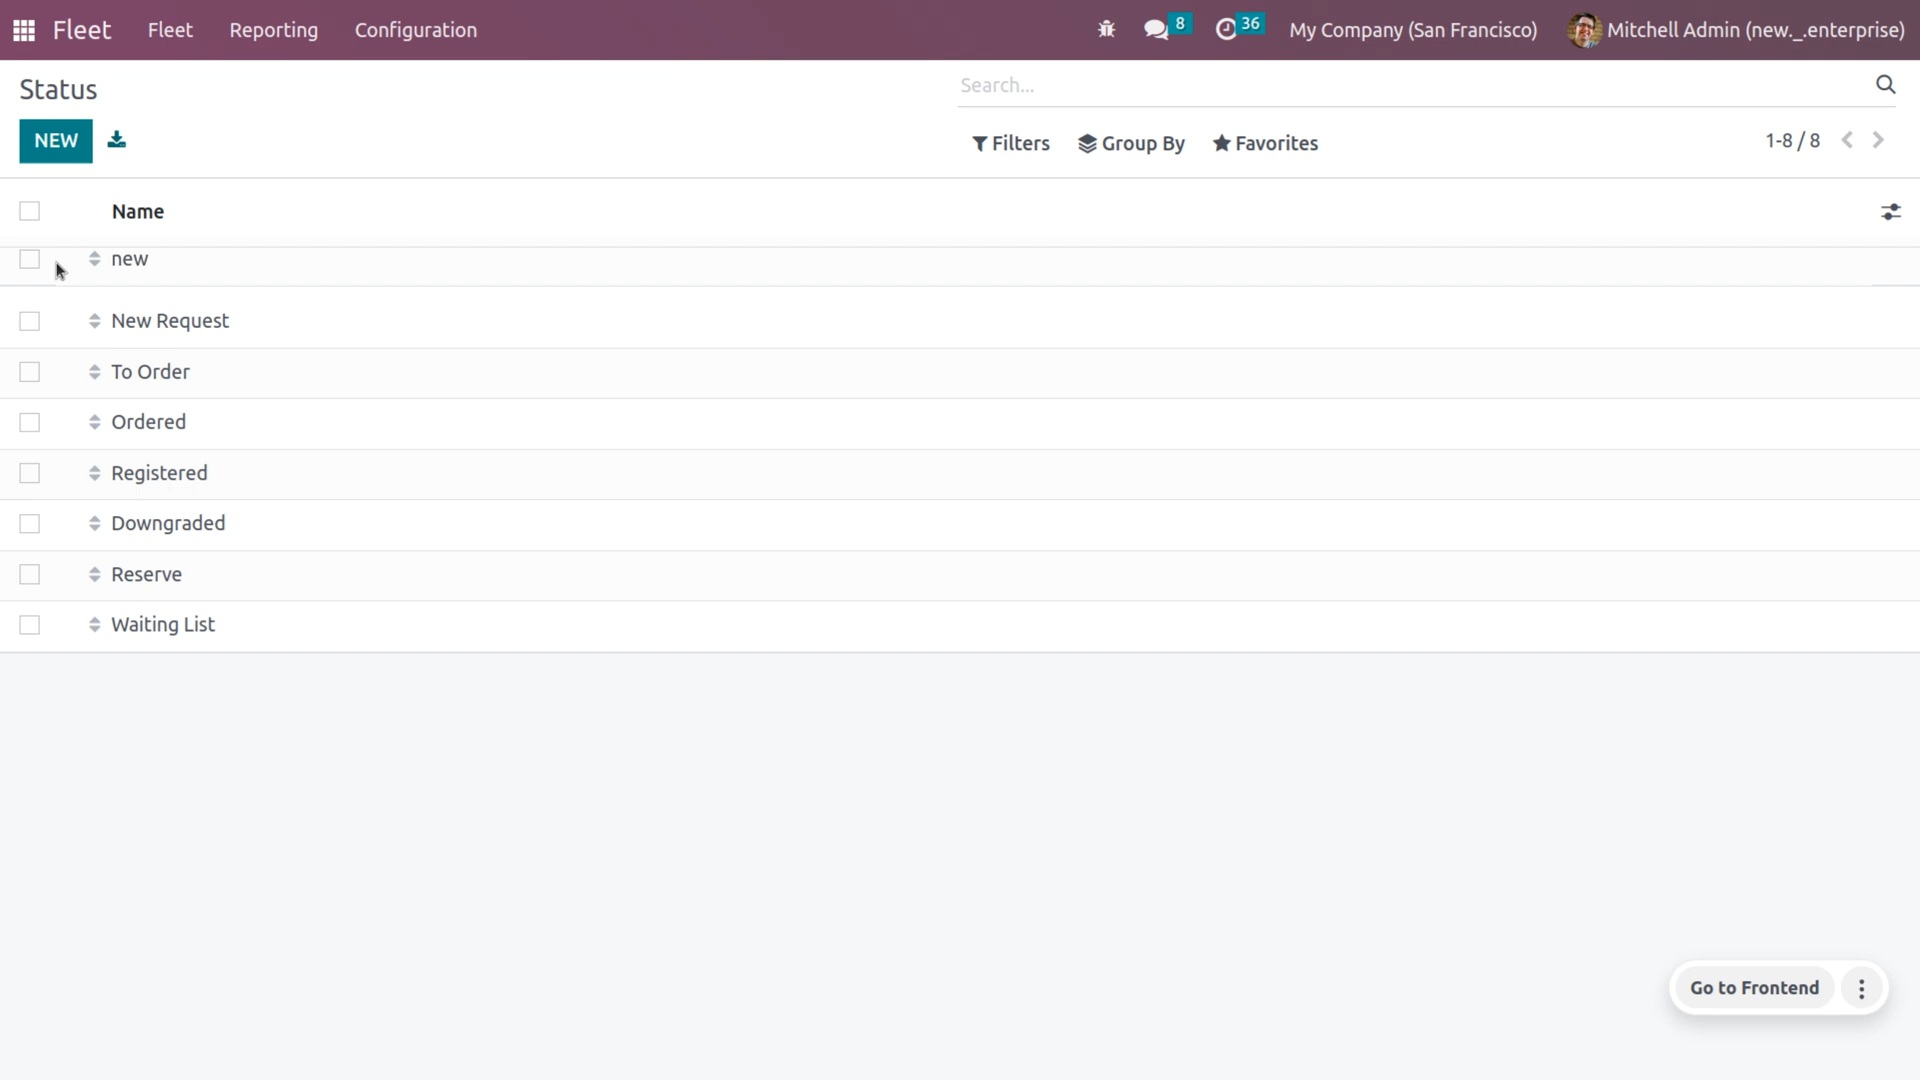 Fleet Fleet Reporting Configuration 8 36 My Company (San Francisco) Mitchell Admin (new._.enterprise)
Status Search...
NEW Filters Group By Favorites 1-8 / 8
Name
new
New Request
To Order
Ordered
Registered
Downgraded
Reserve
Waiting List
Go to Frontend